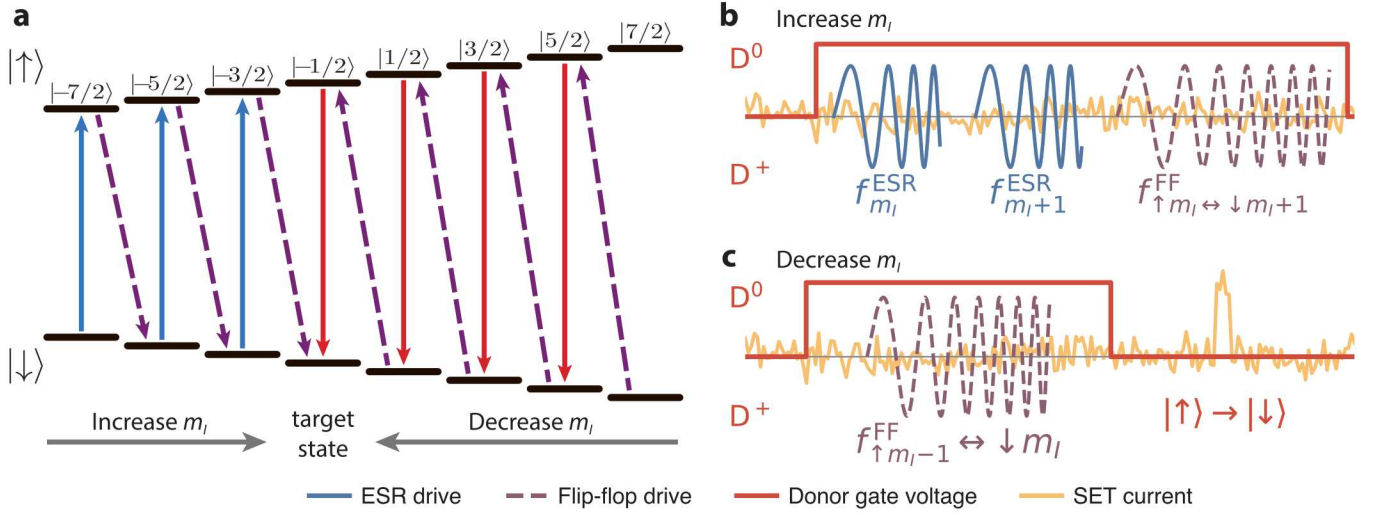 a
|↑⟩
|−7/2⟩
|−5/2⟩
|−3/2⟩
|−1/2⟩
|1/2⟩
|3/2⟩
|5/2⟩
|7/2⟩
|↓⟩
Increase m_I
target
state
Decrease m_I
b
Increase m_I
D⁰
D⁺
f^ESR_{m_I}
f^ESR_{m_I+1}
f^FF_{↑m_I↔↓m_I+1}
c
Decrease m_I
D⁰
D⁺
f^FF_{↑m_I−1} ↔ ↓m_I
|↑⟩ → |↓⟩
ESR drive
Flip-flop drive
Donor gate voltage
SET current